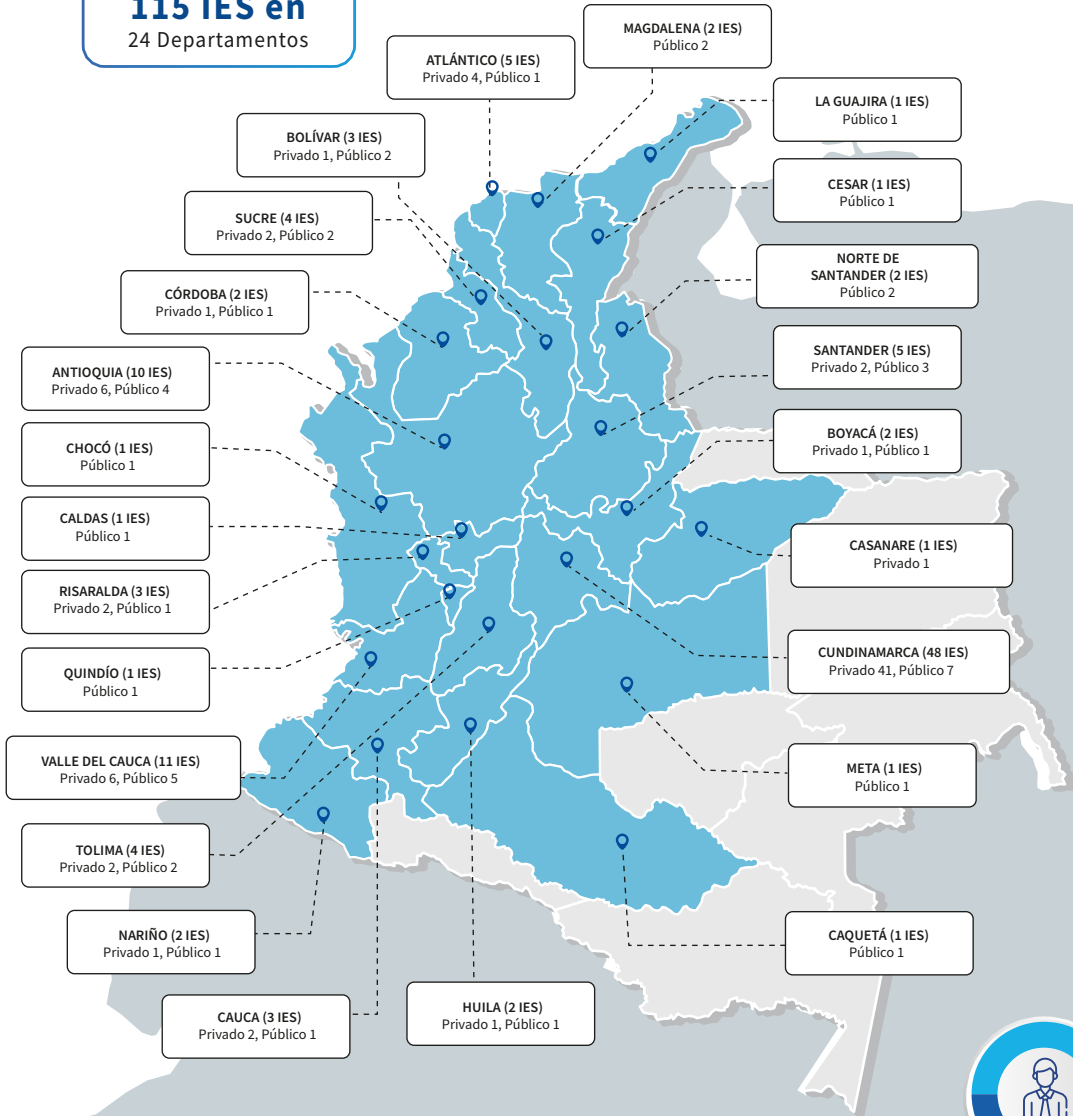 115 IES en
24 Departamentos
MAGDALENA (2 IES)
Público 2
ATLÁNTICO (5 IES)
Privado 4, Público 1
LA GUAJIRA (1 IES)
Público 1
BOLÍVAR (3 IES)
Privado 1, Público 2
CESAR (1 IES)
Público 1
SUCRE (4 IES)
Privado 2, Público 2
NORTE DE
SANTANDER (2 IES)
Público 2
CÓRDOBA (2 IES)
Privado 1, Público 1
SANTANDER (5 IES)
Privado 2, Público 3
ANTIOQUIA (10 IES)
Privado 6, Público 4
BOYACÁ (2 IES)
Privado 1, Público 1
CHOCÓ (1 IES)
Público 1
CALDAS (1 IES)
Público 1
CASANARE (1 IES)
Privado 1
RISARALDA (3 IES)
Privado 2, Público 1
CUNDINAMARCA (48 IES)
Privado 41, Público 7
QUINDÍO (1 IES)
Público 1
VALLE DEL CAUCA (11 IES)
Privado 6, Público 5
META (1 IES)
Público 1
TOLIMA (4 IES)
Privado 2, Público 2
NARIÑO (2 IES)
Privado 1, Público 1
CAQUETÁ (1 IES)
Público 1
CAUCA (3 IES)
Privado 2, Público 1
HUILA (2 IES)
Privado 1, Público 1